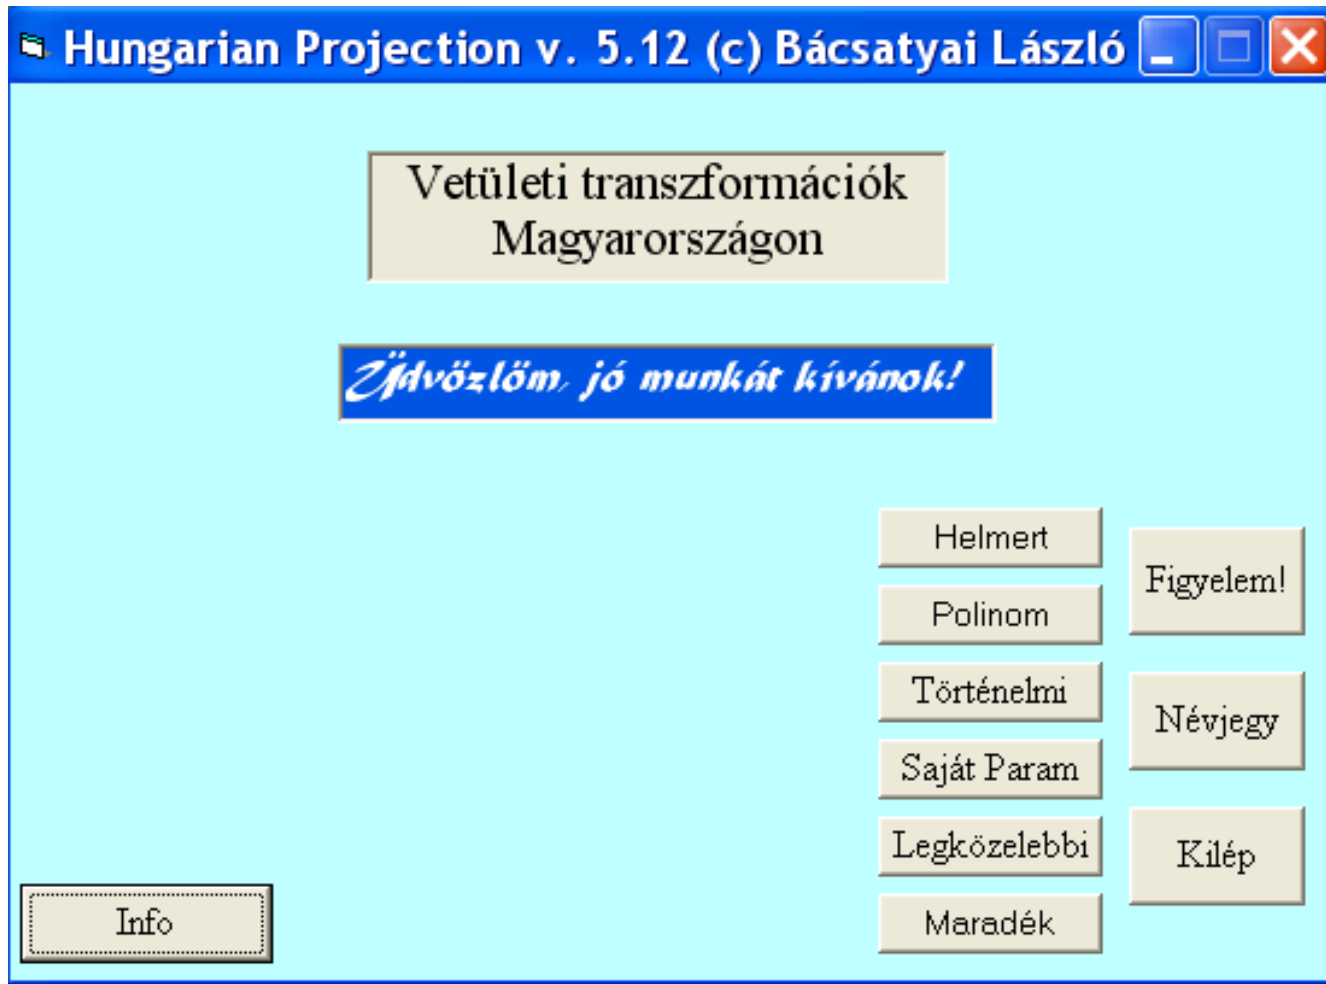 Hungarian Projection v. 5.12 (c) Bácsatyai László
Vetületi transzformációk
Magyarországon
Üdvözlöm, jó munkát kívánok!
Helmert
Polinom
Történelmi
Saját Param
Legközelebbi
Maradék
Figyelem!
Névjegy
Kilép
Info